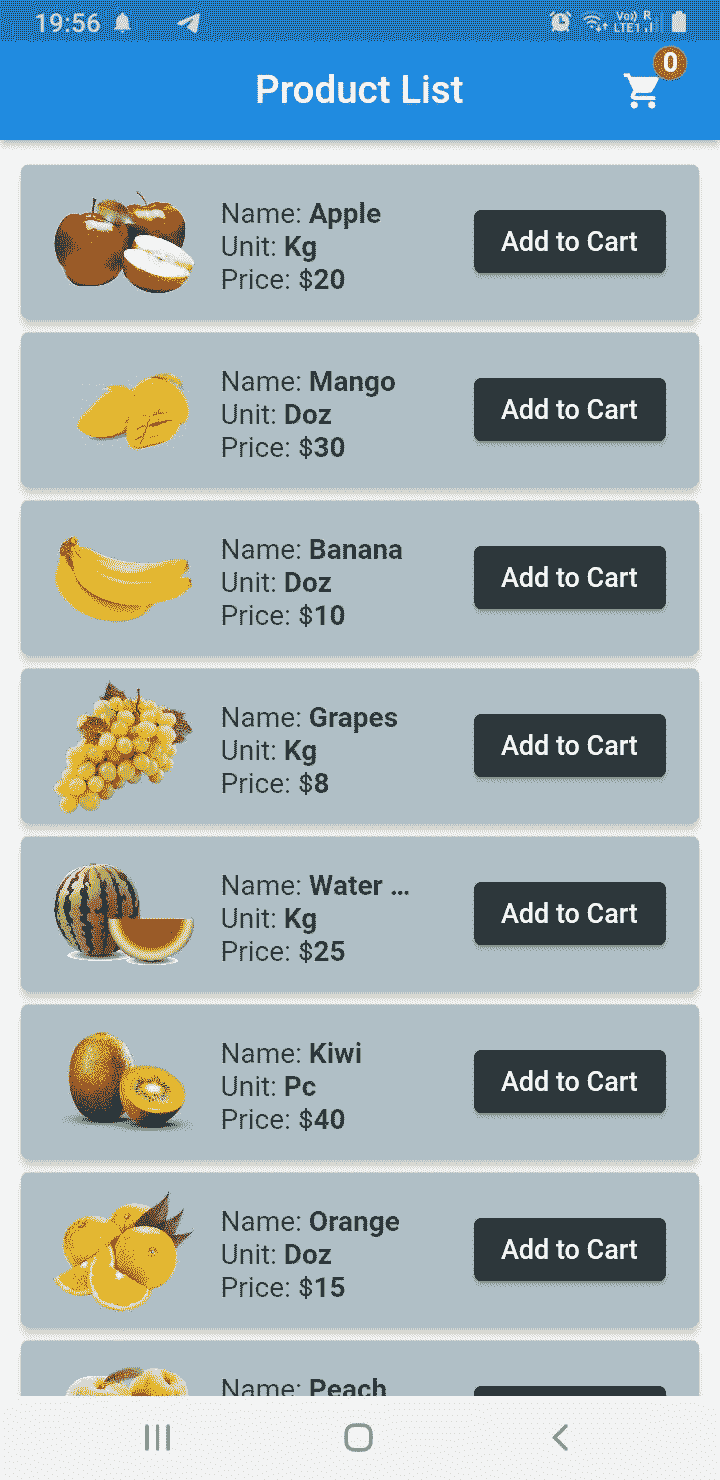 19:56
Vo)) R
LTE1
Product List
0
Name: Apple
Unit: Kg
Price: $20
Add to Cart
Name: Mango
Unit: Doz
Price: $30
Add to Cart
Name: Banana
Unit: Doz
Price: $10
Add to Cart
Name: Grapes
Unit: Kg
Price: $8
Add to Cart
Name: Water ...
Unit: Kg
Price: $25
Add to Cart
Name: Kiwi
Unit: Pc
Price: $40
Add to Cart
Name: Orange
Unit: Doz
Price: $15
Add to Cart
Name: Peach